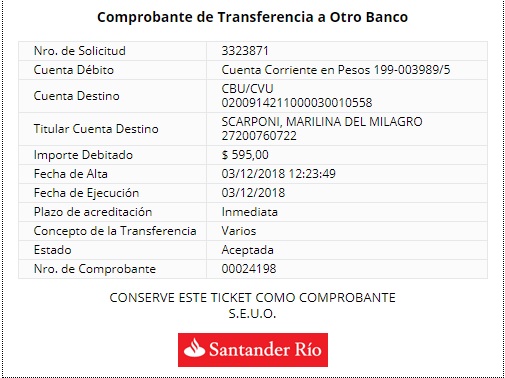 Comprobante de Transferencia a Otro Banco
Nro. de Solicitud 3323871
Cuenta Débito Cuenta Corriente en Pesos 199-003989/5
Cuenta Destino CBU/CVU
0200914211000030010558
Titular Cuenta Destino SCARPONI, MARILINA DEL MILAGRO
27200760722
Importe Debitado $ 595,00
Fecha de Alta 03/12/2018 12:23:49
Fecha de Ejecución 03/12/2018
Plazo de acreditación Inmediata
Concepto de la Transferencia Varios
Estado Aceptada
Nro. de Comprobante 00024198
CONSERVE ESTE TICKET COMO COMPROBANTE
S.E.U.O.
Santander Río